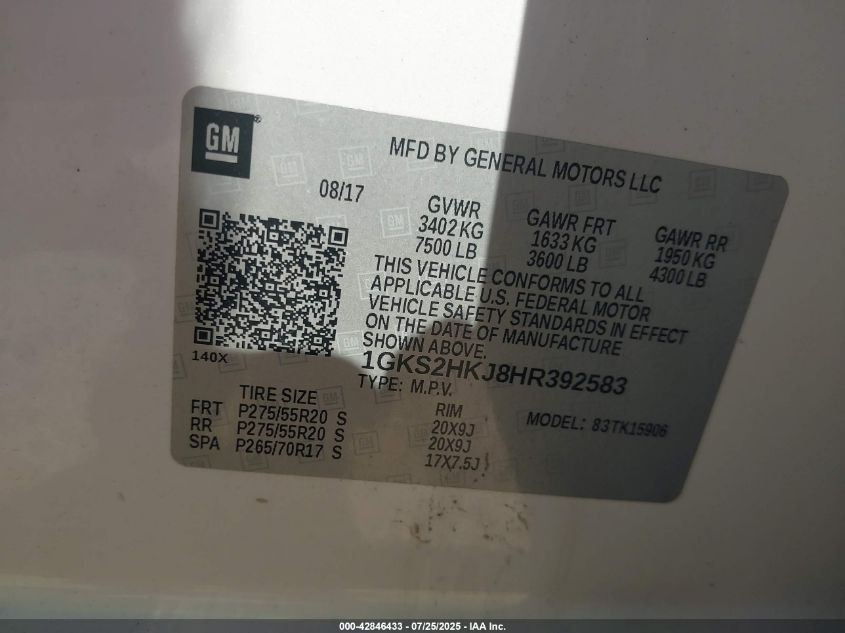 GM
MFD BY GENERAL MOTORS LLC
08/17
GVWR
3402 KG
7500 LB
GAWR FRT
1633 KG
3600 LB
GAWR RR
1950 KG
4300 LB
THIS VEHICLE CONFORMS TO ALL
APPLICABLE U.S. FEDERAL MOTOR
VEHICLE SAFETY STANDARDS IN EFFECT
ON THE DATE OF MANUFACTURE
SHOWN ABOVE.
140X
1GKS2HKJ8HR392583
TYPE: M.P.V.
MODEL: 83TK15906
TIRE SIZE
RIM
FRT P275/55R20 S 20X9J
RR P275/55R20 S 20X9J
SPA P265/70R17 S 17X7.5J
000-42846433 - 07/25/2025 - IAA Inc.